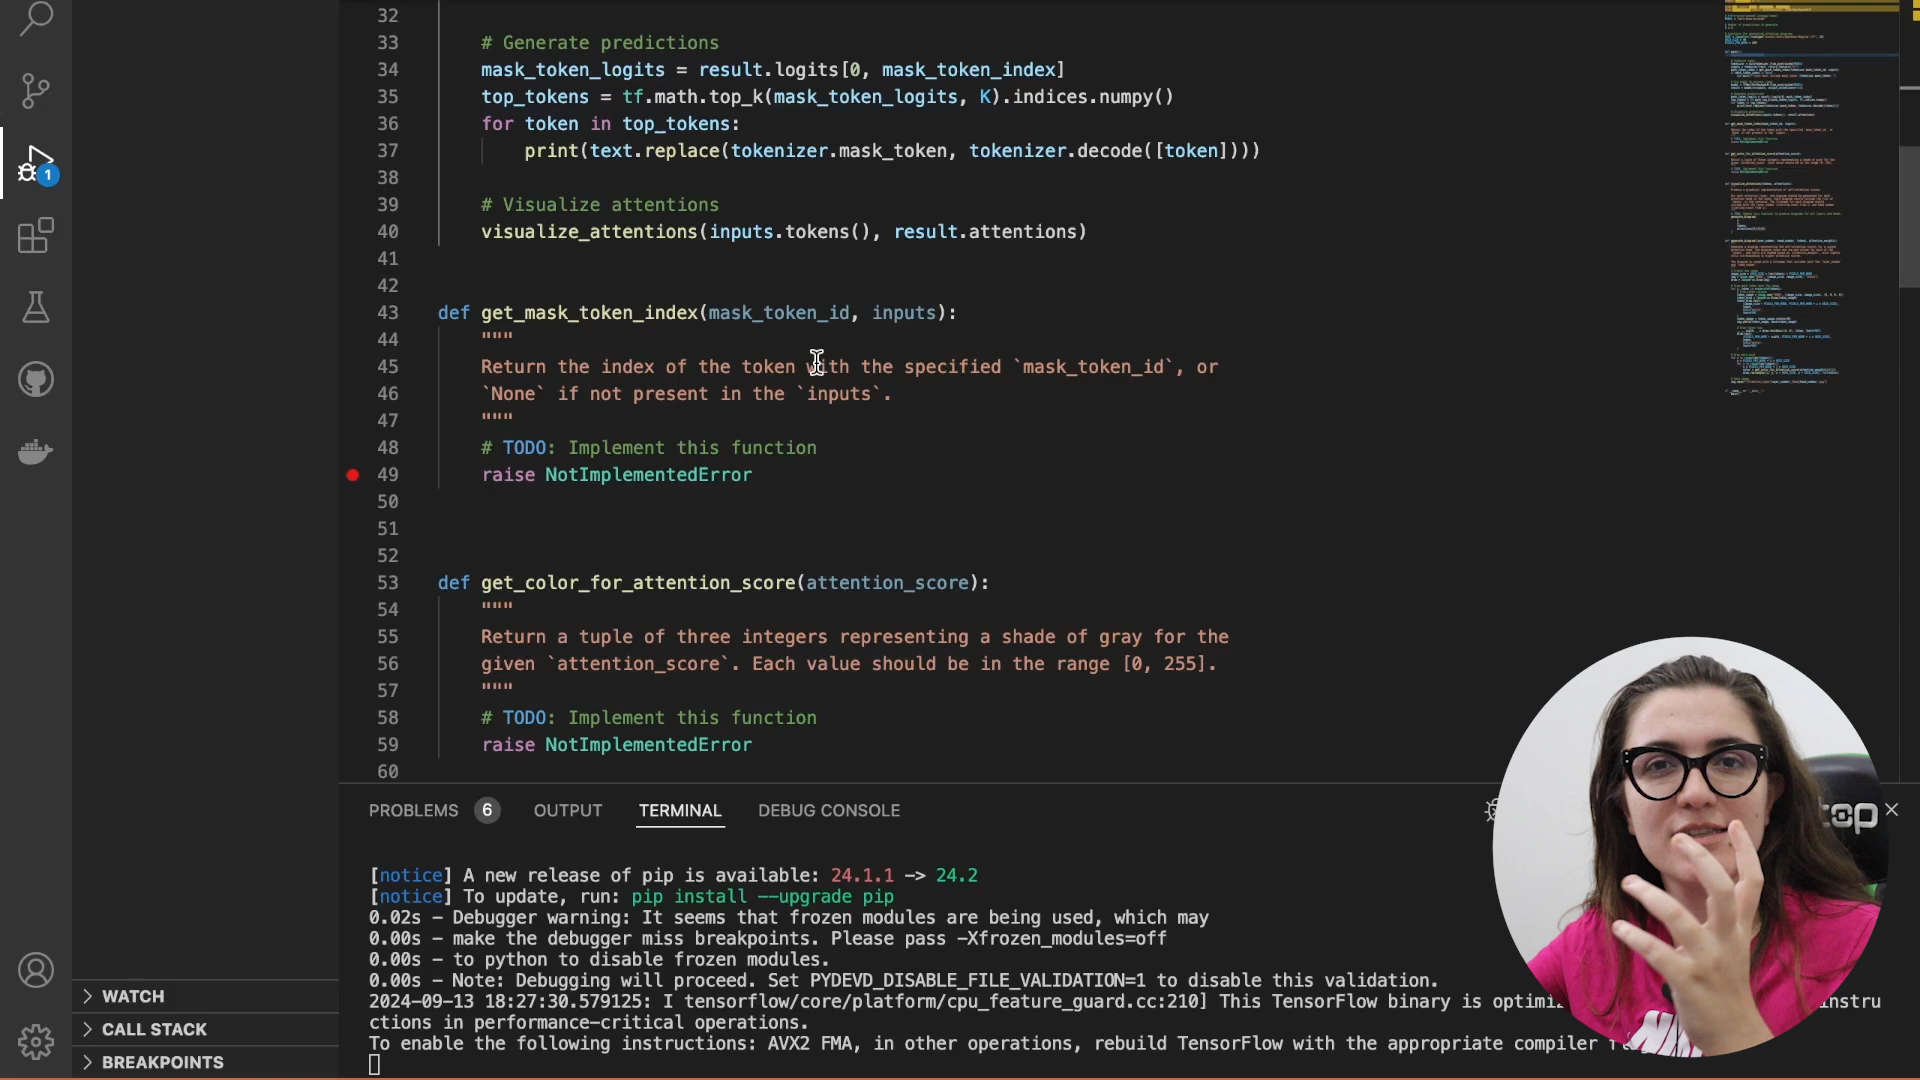 32
33 # Generate predictions
34 mask_token_logits = result.logits[0, mask_token_index]
35 top_tokens = tf.math.top_k(mask_token_logits, K).indices.numpy()
36 for token in top_tokens:
37 print(text.replace(tokenizer.mask_token, tokenizer.decode([token])))
38
39 # Visualize attentions
40 visualize_attentions(inputs.tokens(), result.attentions)
41
42
43 def get_mask_token_index(mask_token_id, inputs):
44 """
45 Return the index of the token with the specified `mask_token_id`, or
46 `None` if not present in the `inputs`.
47 """
48 # TODO: Implement this function
49 raise NotImplementedError
50
51
52
53 def get_color_for_attention_score(attention_score):
54 """
55 Return a tuple of three integers representing a shade of gray for the
56 given `attention_score`. Each value should be in the range [0, 255].
57 """
58 # TODO: Implement this function
59 raise NotImplementedError
60
1
PROBLEMS 6 OUTPUT TERMINAL DEBUG CONSOLE
[notice] A new release of pip is available: 24.1.1 -> 24.2
[notice] To update, run: pip install --upgrade pip
0.02s - Debugger warning: It seems that frozen modules are being used, which may
0.00s - make the debugger miss breakpoints. Please pass -Xfrozen_modules=off
0.00s - to python to disable frozen modules.
0.00s - Note: Debugging will proceed. Set PYDEVD_DISABLE_FILE_VALIDATION=1 to disable this validation.
2024-09-13 18:27:30.579125: I tensorflow/core/platform/cpu_feature_guard.cc:210] This TensorFlow binary is optimi instru
ctions in performance-critical operations.
To enable the following instructions: AVX2 FMA, in other operations, rebuild TensorFlow with the appropriate compiler
WATCH
CALL STACK
BREAKPOINTS